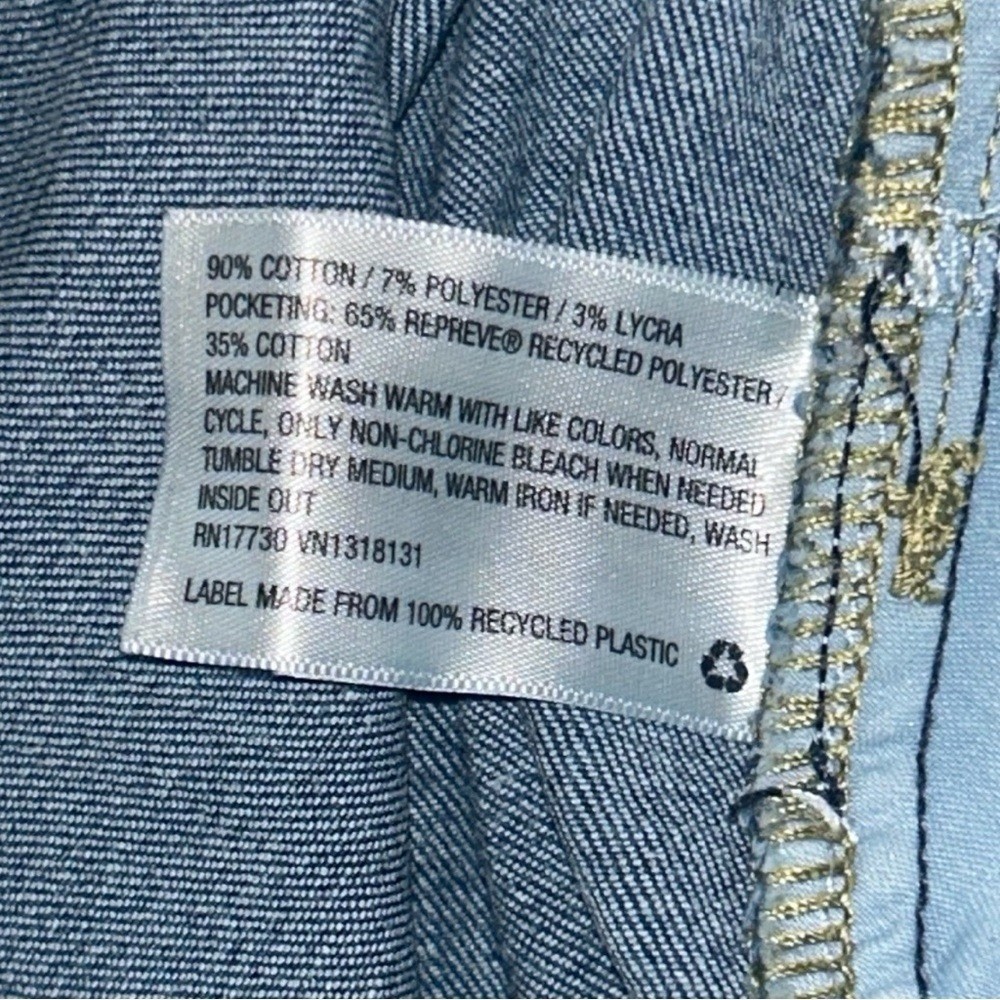 90% COTTON / 7% POLYESTER / 3% LYCRA
POCKETING: 65% REPREVE® RECYCLED POLYESTER /
35% COTTON
MACHINE WASH WARM WITH LIKE COLORS, NORMAL
CYCLE, ONLY NON-CHLORINE BLEACH WHEN NEEDED
TUMBLE DRY MEDIUM, WARM IRON IF NEEDED, WASH
INSIDE OUT
RN17730 VN1318131
LABEL MADE FROM 100% RECYCLED PLASTIC